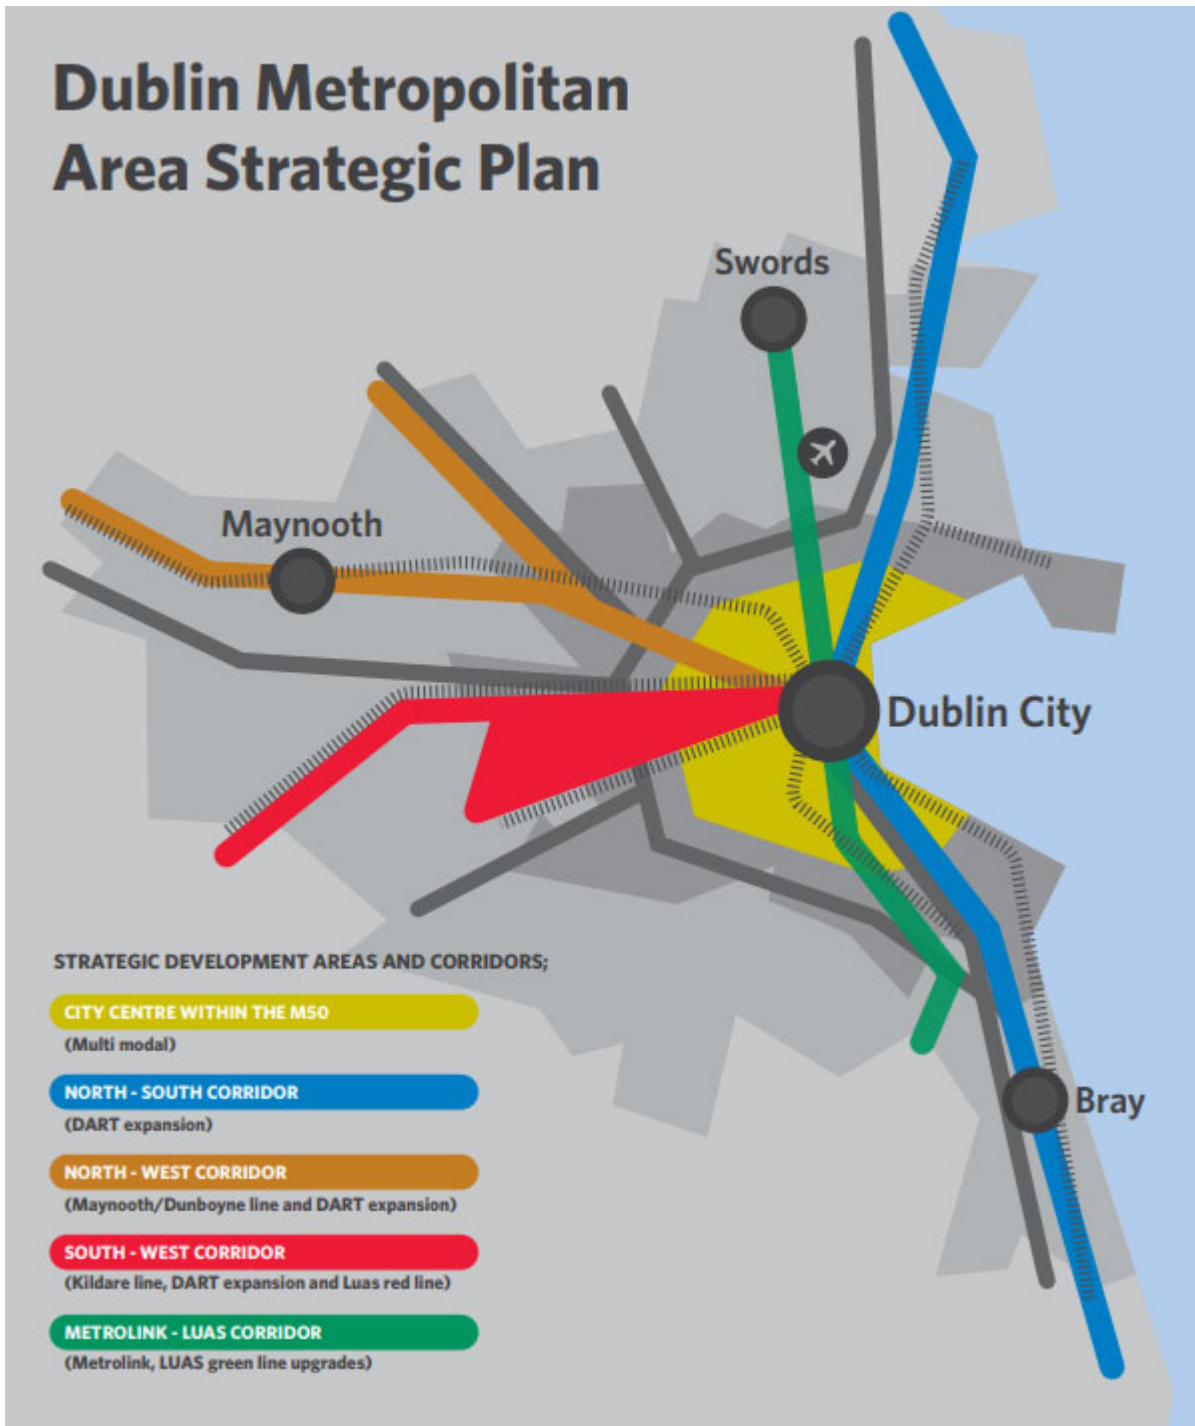 Dublin Metropolitan
Area Strategic Plan
Swords
Maynooth
Dublin City
Bray
STRATEGIC DEVELOPMENT AREAS AND CORRIDORS;
CITY CENTRE WITHIN THE M50
(Multi modal)
NORTH - SOUTH CORRIDOR
(DART expansion)
NORTH - WEST CORRIDOR
(Maynooth/Dunboyne line and DART expansion)
SOUTH - WEST CORRIDOR
(Kildare line, DART expansion and Luas red line)
METROLINK - LUAS CORRIDOR
(Metrolink, LUAS green line upgrades)